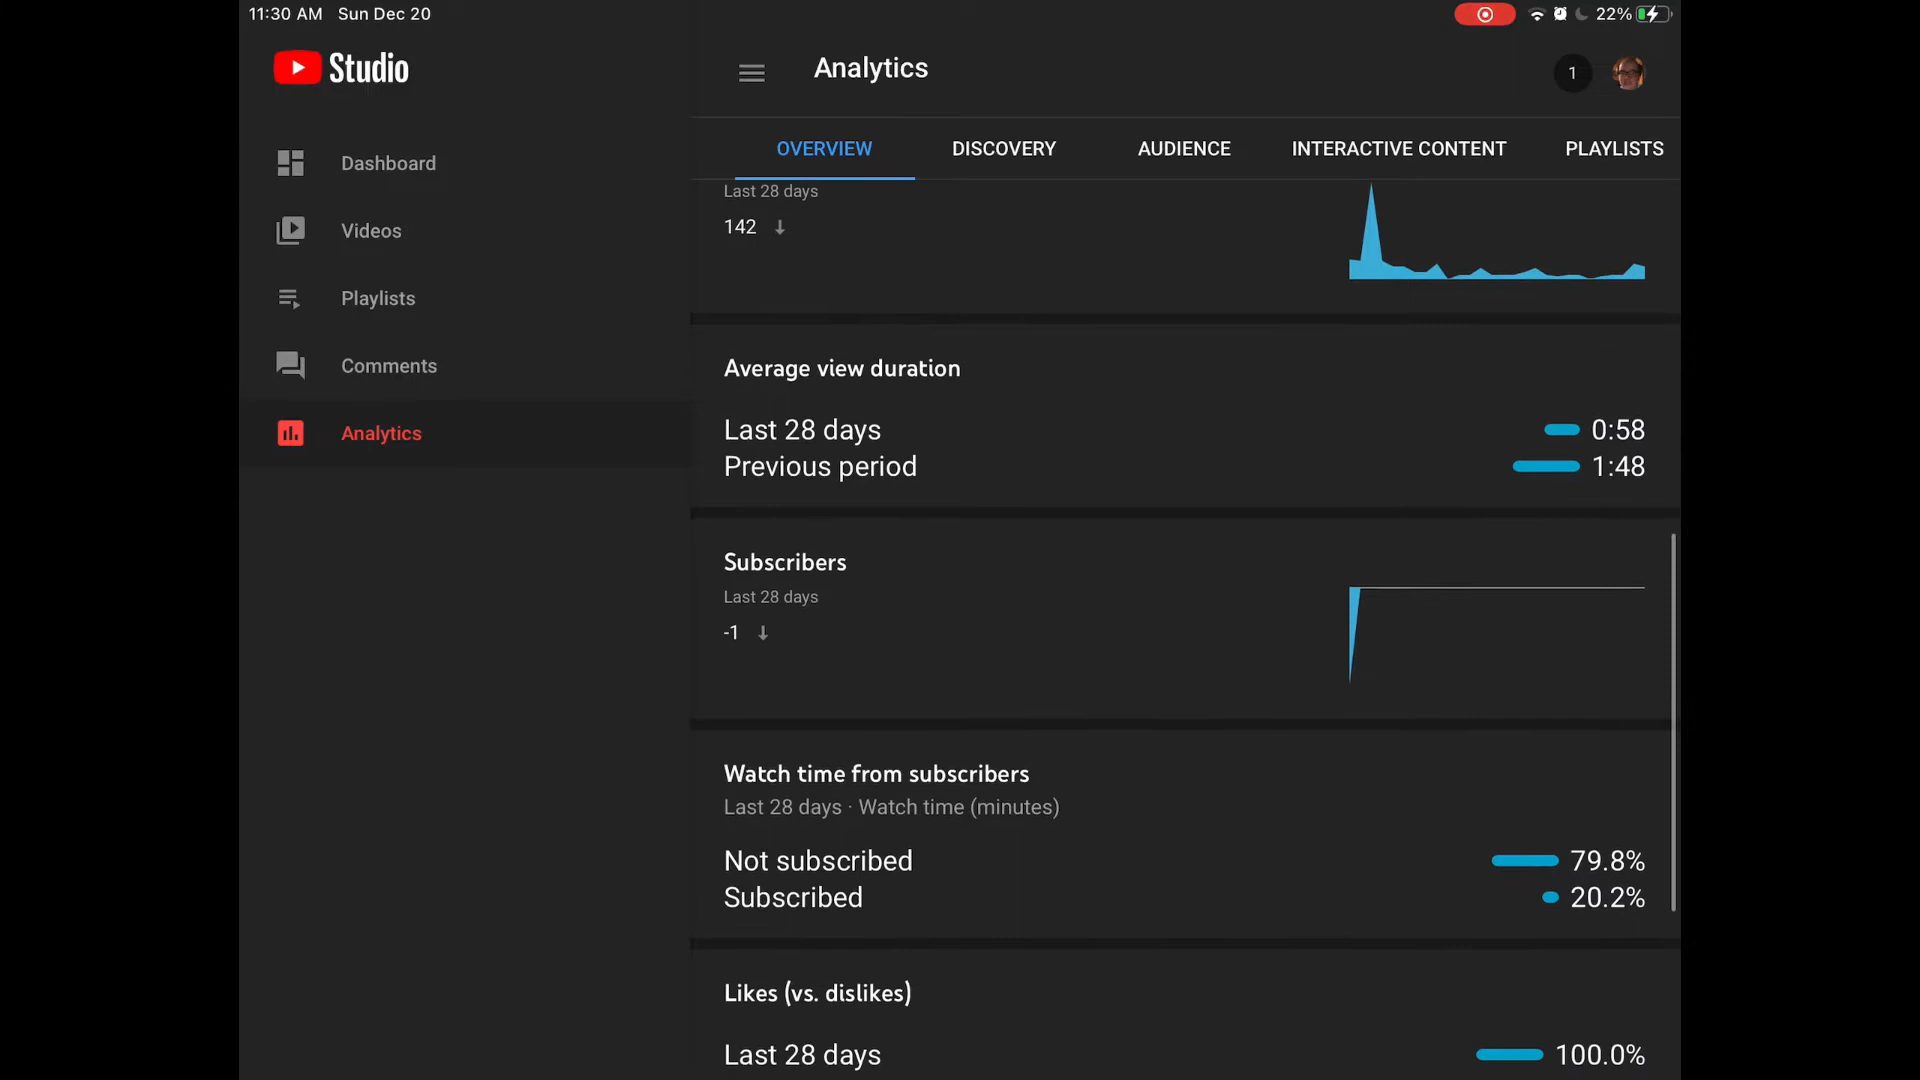 11:30 AM Sun Dec 20
22%
Studio
Analytics
1
Dashboard
Videos
Playlists
Comments
Analytics
OVERVIEW
DISCOVERY
AUDIENCE
INTERACTIVE CONTENT
PLAYLISTS
Last 28 days
142
Average view duration
Last 28 days 0:58
Previous period 1:48
Subscribers
Last 28 days
-1
Watch time from subscribers
Last 28 days · Watch time (minutes)
Not subscribed 79.8%
Subscribed 20.2%
Likes (vs. dislikes)
Last 28 days 100.0%